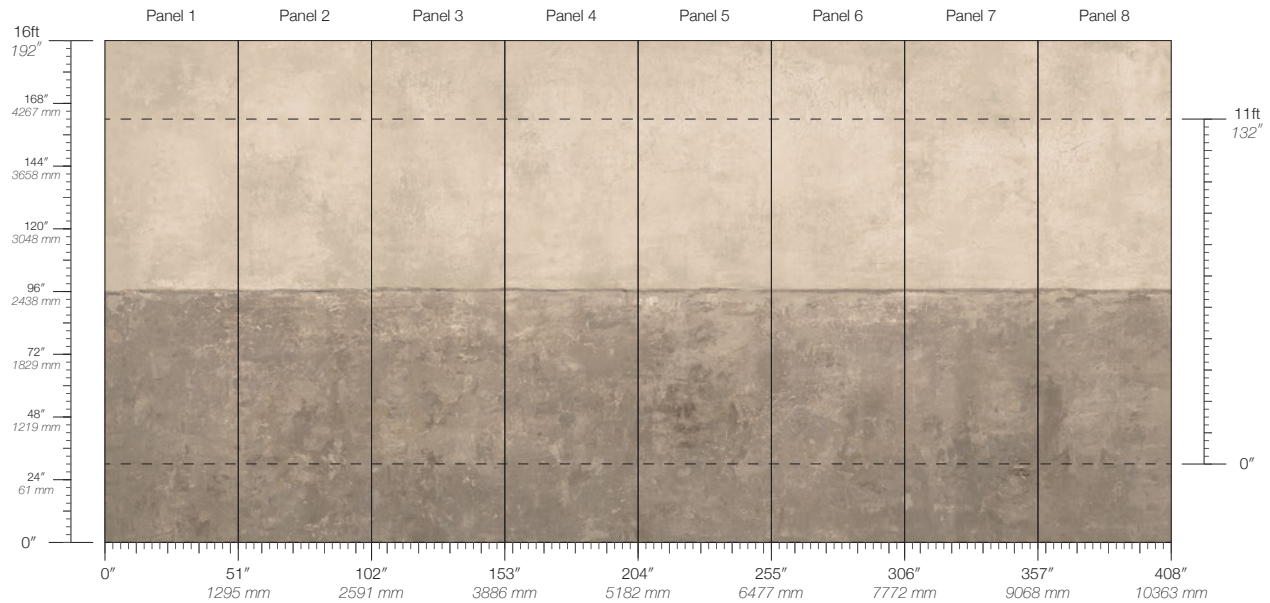 Panel 1 Panel 2 Panel 3 Panel 4 Panel 5 Panel 6 Panel 7 Panel 8
16ft
192″
168″
4267 mm
144″
3658 mm
120″
3048 mm
96″
2438 mm
72″
1829 mm
48″
1219 mm
24″
61 mm
0″
11ft
132″
0″
0″ 51″ 102″ 153″ 204″ 255″ 306″ 357″ 408″
1295 mm 2591 mm 3886 mm 5182 mm 6477 mm 7772 mm 9068 mm 10363 mm